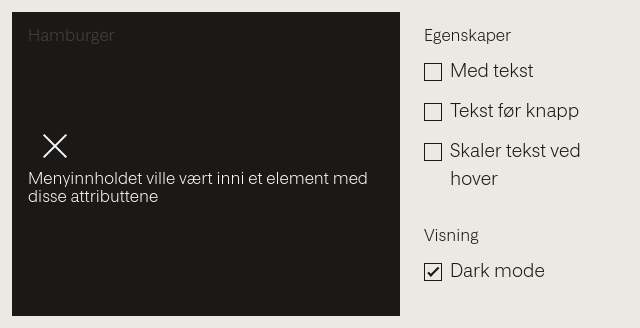 Hamburger
Menyinnholdet ville vært inni et element med
disse attributtene
Egenskaper
Med tekst
Tekst før knapp
Skaler tekst ved
hover
Visning
Dark mode